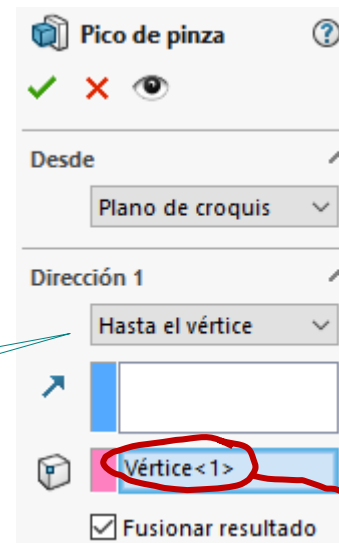 Pico de pinza
Desde
Plano de croquis
Dirección 1
Hasta el vértice
Vértice<1>
Fusionar resultado